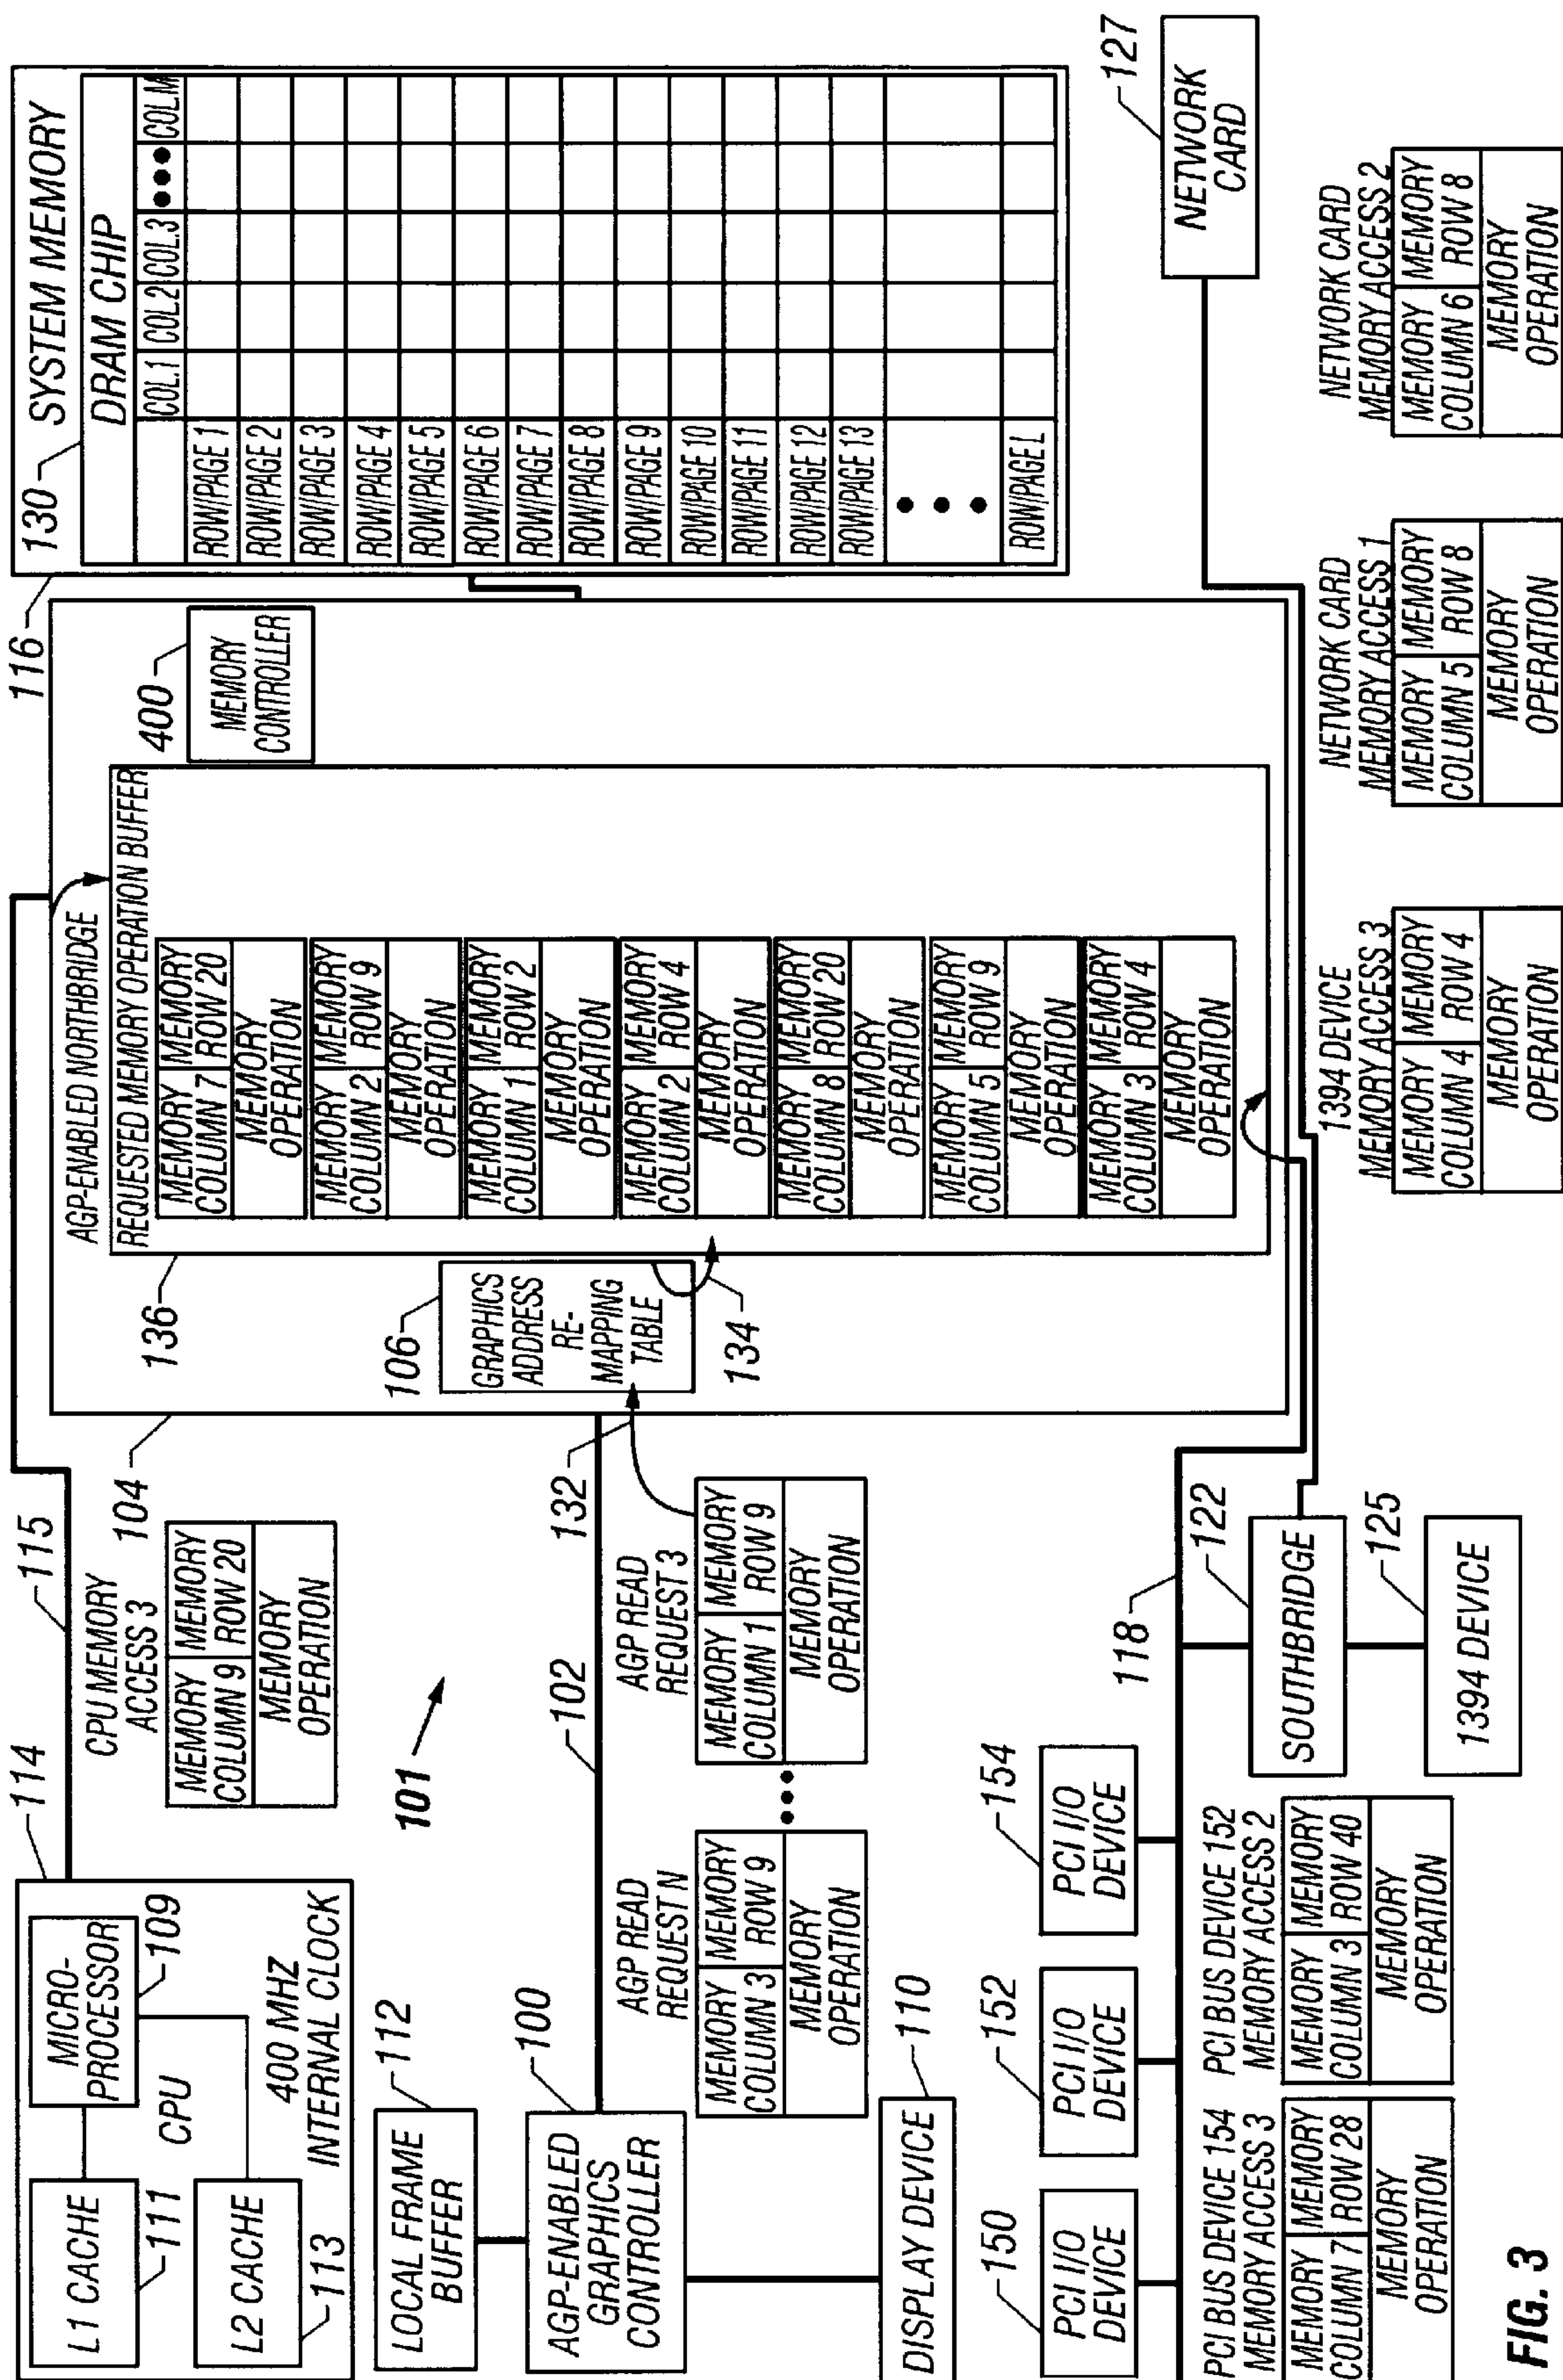 114
L1 CACHE
111
MICRO-
PROCESSOR
109
CPU
L2 CACHE
113
400 MHZ
INTERNAL CLOCK
115
CPU MEMORY
ACCESS 3
MEMORY
COLUMN 9
MEMORY
ROW 20
MEMORY
OPERATION
101
LOCAL FRAME
BUFFER
112
AGP-ENABLED
GRAPHICS
CONTROLLER
100
102
DISPLAY DEVICE
110
AGP READ
REQUEST N
MEMORY
COLUMN 3
MEMORY
ROW 9
MEMORY
OPERATION
AGP READ
REQUEST 3
MEMORY
COLUMN 1
MEMORY
ROW 9
MEMORY
OPERATION
132
104
AGP-ENABLED NORTHBRIDGE
136
REQUESTED MEMORY OPERATION BUFFER
MEMORY
COLUMN 7
MEMORY
ROW 20
MEMORY
OPERATION
MEMORY
COLUMN 2
MEMORY
ROW 9
MEMORY
OPERATION
MEMORY
COLUMN 1
MEMORY
ROW 2
MEMORY
OPERATION
MEMORY
COLUMN 2
MEMORY
ROW 4
MEMORY
OPERATION
MEMORY
COLUMN 8
MEMORY
ROW 20
MEMORY
OPERATION
MEMORY
COLUMN 5
MEMORY
ROW 9
MEMORY
OPERATION
MEMORY
COLUMN 3
MEMORY
ROW 4
MEMORY
OPERATION
106
GRAPHICS
ADDRESS
RE-
MAPPING
TABLE
134
400
MEMORY
CONTROLLER
116
130
SYSTEM MEMORY
DRAM CHIP
COL.1 COL2 COL.3 ••• COLM
ROW/PAGE 1
ROW/PAGE 2
ROW/PAGE 3
ROW/PAGE 4
ROW/PAGE 5
ROW/PAGE 6
ROW/PAGE 7
ROW/PAGE 8
ROW/PAGE 9
ROW/PAGE 10
ROW/PAGE 11
ROW/PAGE 12
ROW/PAGE 13
ROW/PAGE L
150
PCI I/O
DEVICE
152
PCI I/O
DEVICE
154
PCI I/O
DEVICE
118
122
SOUTHBRIDGE
125
1394 DEVICE
127
NETWORK
CARD
PCI BUS DEVICE 154
MEMORY ACCESS 3
MEMORY
COLUMN 7
MEMORY
ROW 28
MEMORY
OPERATION
PCI BUS DEVICE 152
MEMORY ACCESS 2
MEMORY
COLUMN 3
MEMORY
ROW 40
MEMORY
OPERATION
1394 DEVICE
MEMORY ACCESS 3
MEMORY
COLUMN 4
MEMORY
ROW 4
MEMORY
OPERATION
NETWORK CARD
MEMORY ACCESS 1
MEMORY
COLUMN 5
MEMORY
ROW 8
MEMORY
OPERATION
NETWORK CARD
MEMORY ACCESS 2
MEMORY
COLUMN 6
MEMORY
ROW 8
MEMORY
OPERATION
FIG. 3